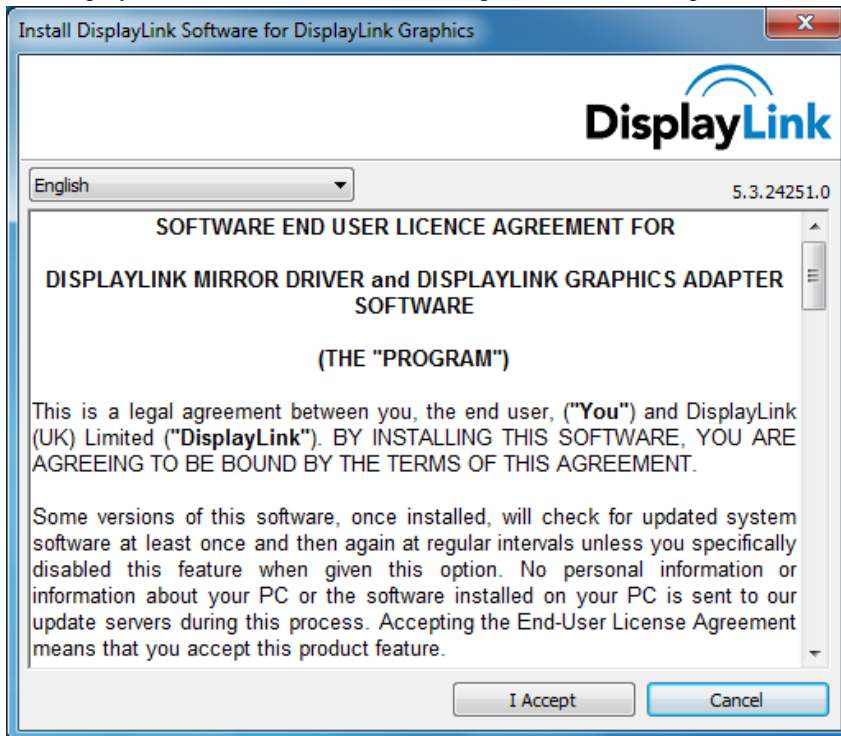 Install DisplayLink Software for DisplayLink Graphics
x
DisplayLink
English
5.3.24251.0
SOFTWARE END USER LICENCE AGREEMENT FOR
DISPLAYLINK MIRROR DRIVER and DISPLAYLINK GRAPHICS ADAPTER
SOFTWARE
(THE "PROGRAM")
This is a legal agreement between you, the end user, ("You") and DisplayLink
(UK) Limited ("DisplayLink"). BY INSTALLING THIS SOFTWARE, YOU ARE
AGREEING TO BE BOUND BY THE TERMS OF THIS AGREEMENT.
Some versions of this software, once installed, will check for updated system
software at least once and then again at regular intervals unless you specifically
disabled this feature when given this option. No personal information or
information about your PC or the software installed on your PC is sent to our
update servers during this process. Accepting the End-User License Agreement
means that you accept this product feature.
I Accept
Cancel